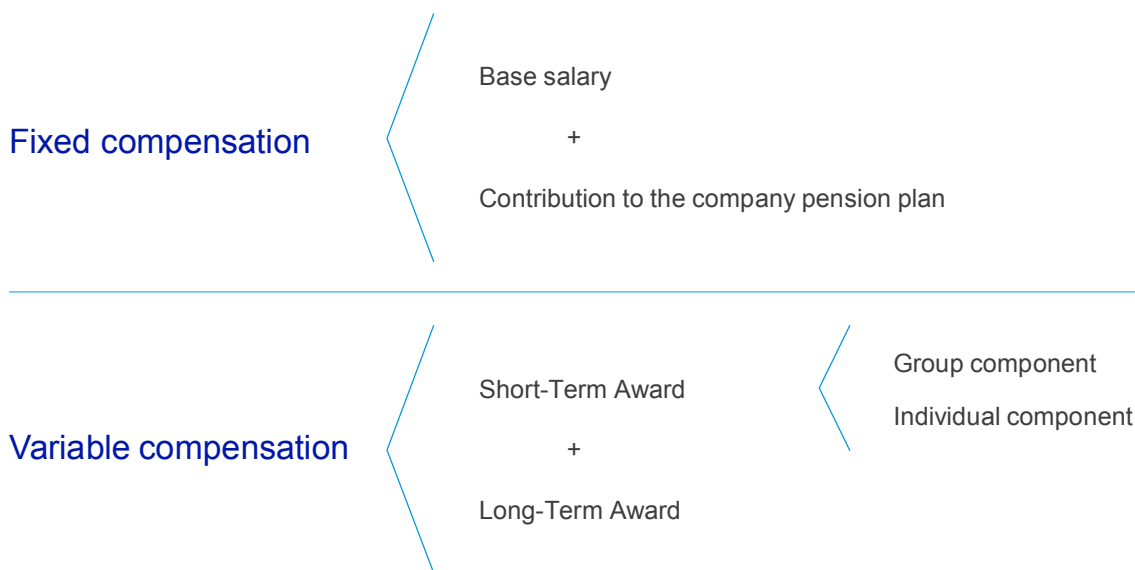 Base salary
+
Fixed compensation
Contribution to the company pension plan
Group component
Short-Term Award
Individual component
Variable compensation
+
Long-Term Award